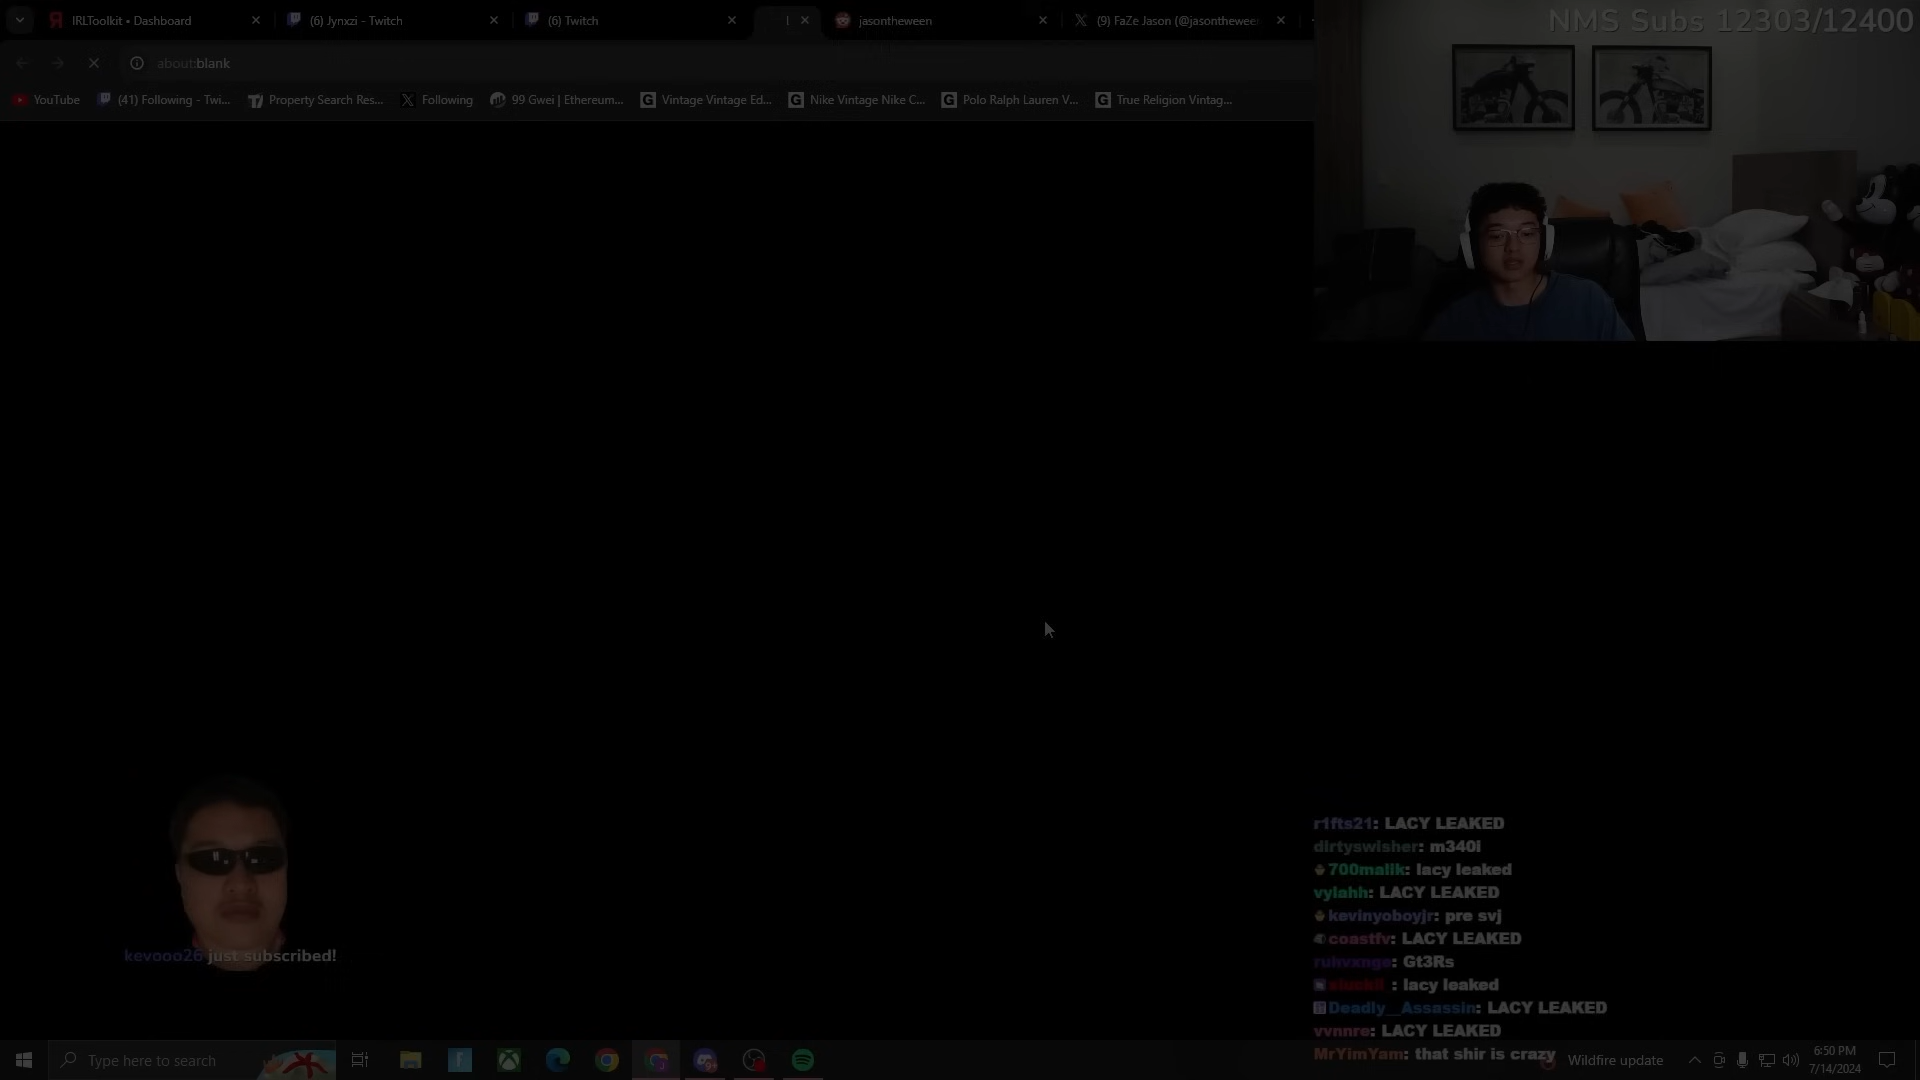 IRLToolkit • Dashboard
(6) Jynxzi - Twitch
(6) Twitch
jasontheween
(9) FaZe Jason (@jasontheween
NMS Subs 12303/12400
about:blank
YouTube
(41) Following - Twi...
Property Search Res...
Following
99 Gwei | Ethereum...
Vintage Vintage Ed...
Nike Vintage Nike C...
Polo Ralph Lauren V...
True Religion Vintag...
kevooo26 just subscribed!
r1fts21: LACY LEAKED
dirtyswisher: m340i
700malik: lacy leaked
vylahh: LACY LEAKED
kevinyoboyjr: pre svj
coastfv: LACY LEAKED
ruhvxnge: Gt3Rs
: lacy leaked
Deadly__Assassin: LACY LEAKED
vvnnre: LACY LEAKED
MrYimYam: that shir is crazy
Type here to search
Wildfire update
6:50 PM
7/14/2024